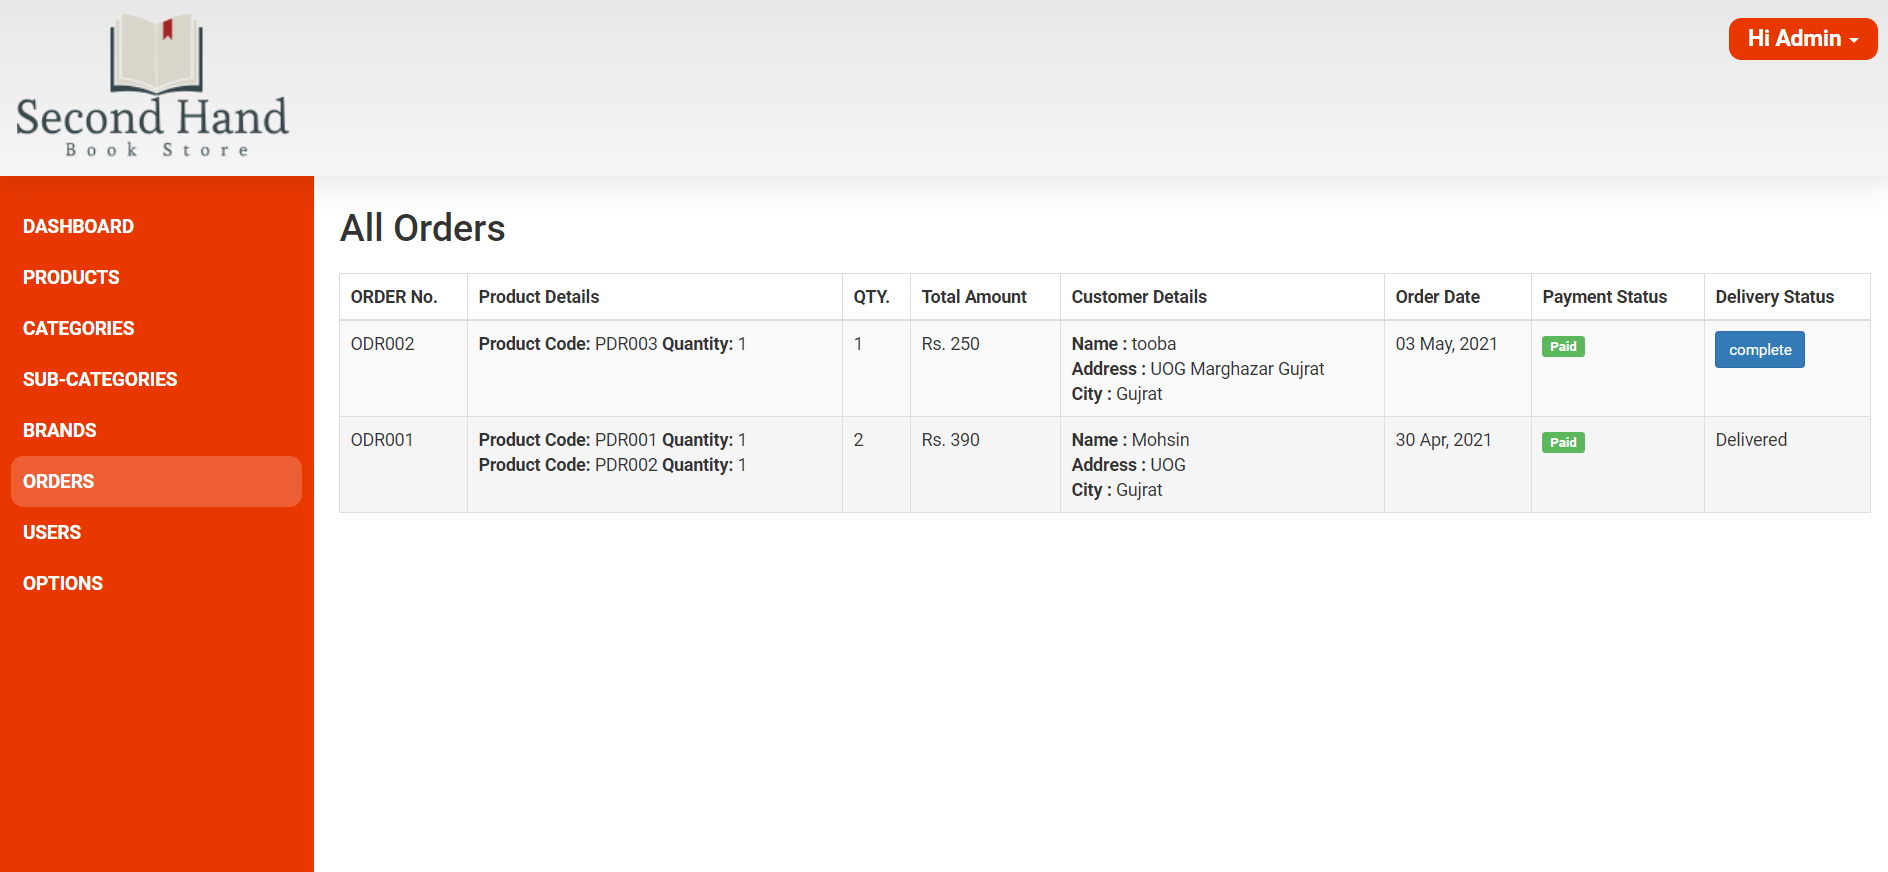 Second Hand
Book Store
Hi Admin
DASHBOARD
PRODUCTS
CATEGORIES
SUB-CATEGORIES
BRANDS
ORDERS
USERS
OPTIONS
All Orders
ORDER No. Product Details QTY. Total Amount Customer Details Order Date Payment Status Delivery Status
ODR002 Product Code: PDR003 Quantity: 1 1 Rs. 250 Name : tooba 03 May, 2021 Paid complete
Address : UOG Marghazar Gujrat
City : Gujrat
ODR001 Product Code: PDR001 Quantity: 1 2 Rs. 390 Name : Mohsin 30 Apr, 2021 Paid Delivered
Product Code: PDR002 Quantity: 1 Address : UOG
City : Gujrat